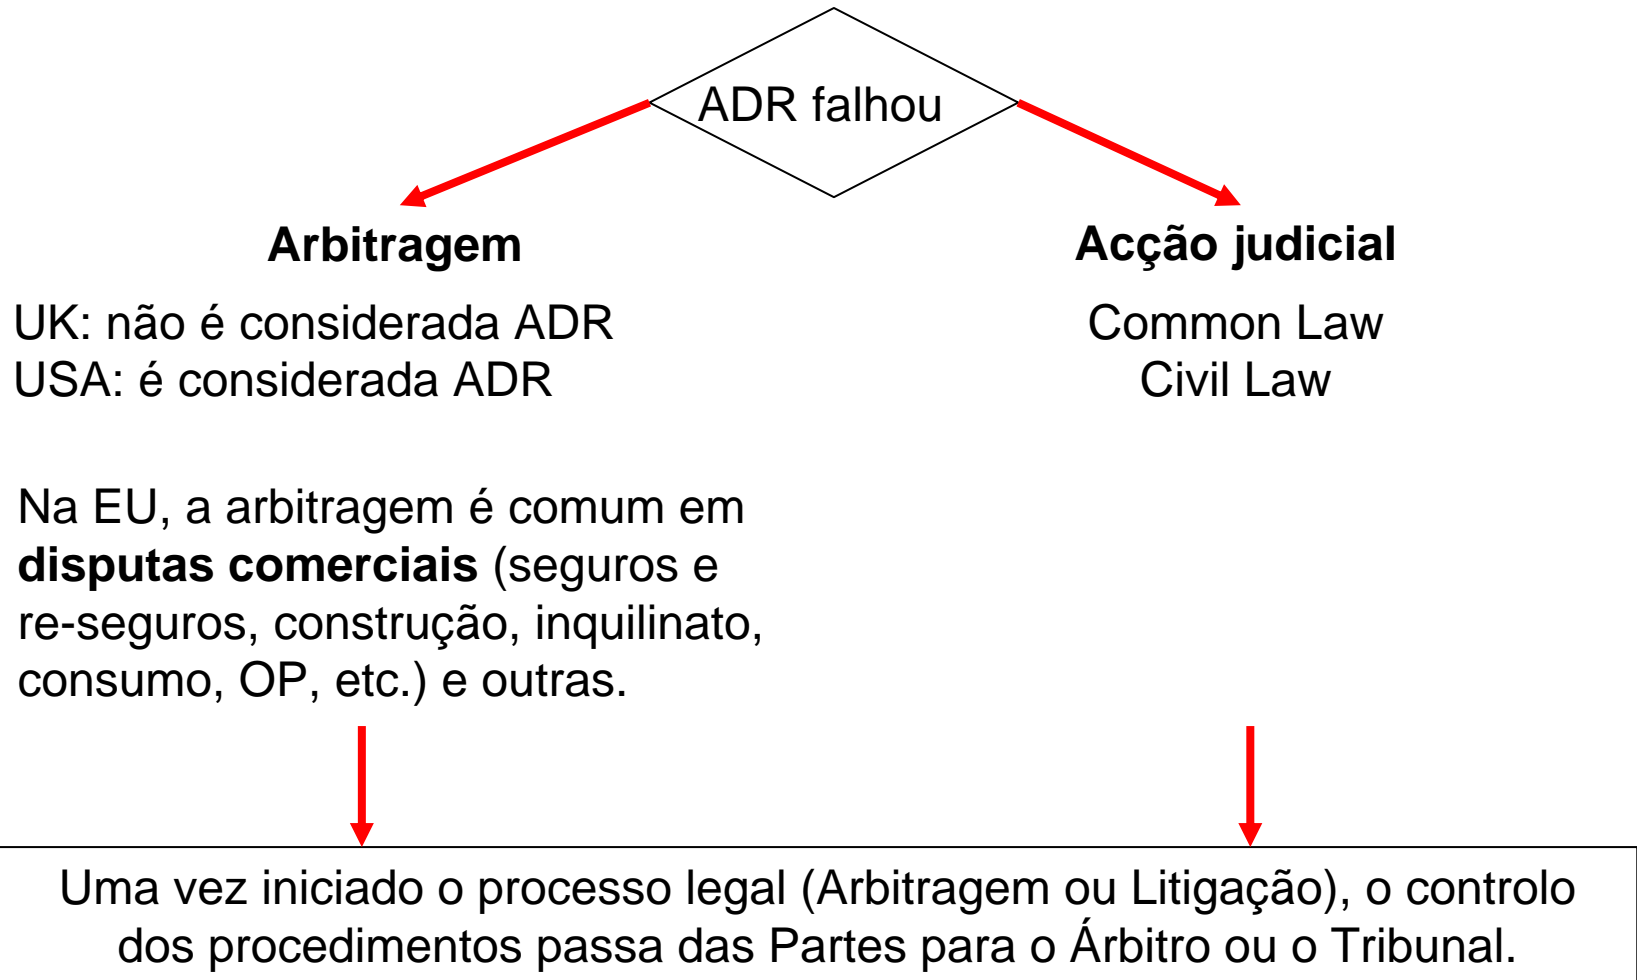 ADR falhou
Arbitragem
UK: não é considerada ADR
USA: é considerada ADR
Na EU, a arbitragem é comum em
disputas comerciais (seguros e
re-seguros, construção, inquilinato,
consumo, OP, etc.) e outras.
Acção judicial
Common Law
Civil Law
Uma vez iniciado o processo legal (Arbitragem ou Litigação), o controlo
dos procedimentos passa das Partes para o Árbitro ou o Tribunal.